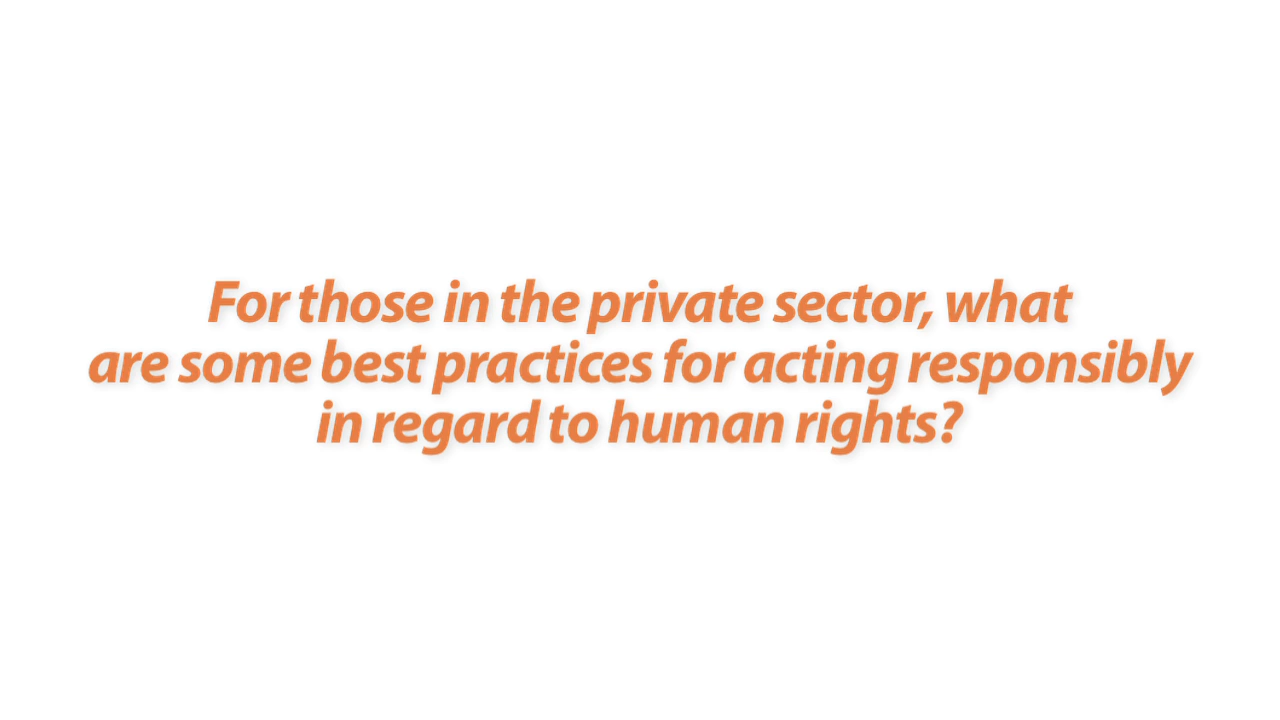 For those in the private sector, what
are some best practices for acting responsibly
in regard to human rights?